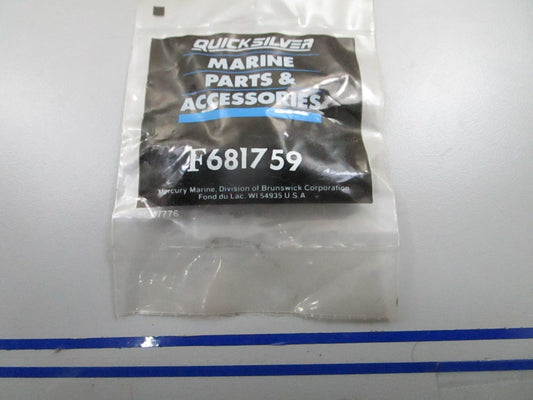 QUICKSILVER
MARINE
PARTS &
ACCESSORIES
F681759
Mercury Marine, Division of Brunswick Corporation
Fond du Lac, WI 54935 U.S.A